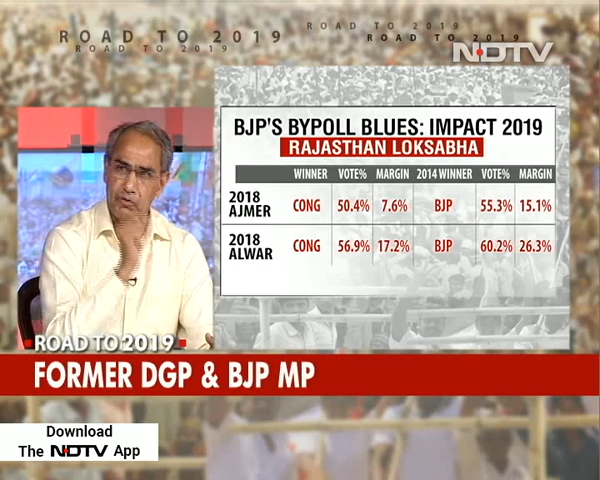 ROAD TO 2019
ROAD TO 2019
ROAD TO 2019
NDTV
BJP'S BYPOLL BLUES: IMPACT 2019
RAJASTHAN LOKSABHA
WINNER VOTE% MARGIN 2014 WINNER VOTE% MARGIN
2018 AJMER CONG 50.4% 7.6% BJP 55.3% 15.1%
2018 ALWAR CONG 56.9% 17.2% BJP 60.2% 26.3%
ROAD TO 2019
FORMER DGP & BJP MP
Download
The NDTV App